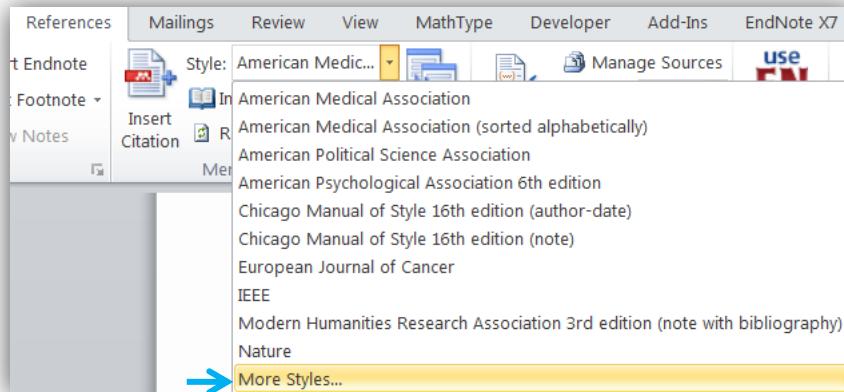 References Mailings Review View MathType Developer Add-Ins EndNote X7
rt Endnote Style: American Medic... Manage Sources use
Footnote In American Medical Association
Insert American Medical Association (sorted alphabetically)
w Notes Citation R American Political Science Association
Mer American Psychological Association 6th edition
Chicago Manual of Style 16th edition (author-date)
Chicago Manual of Style 16th edition (note)
European Journal of Cancer
IEEE
Modern Humanities Research Association 3rd edition (note with bibliography)
Nature
More Styles...